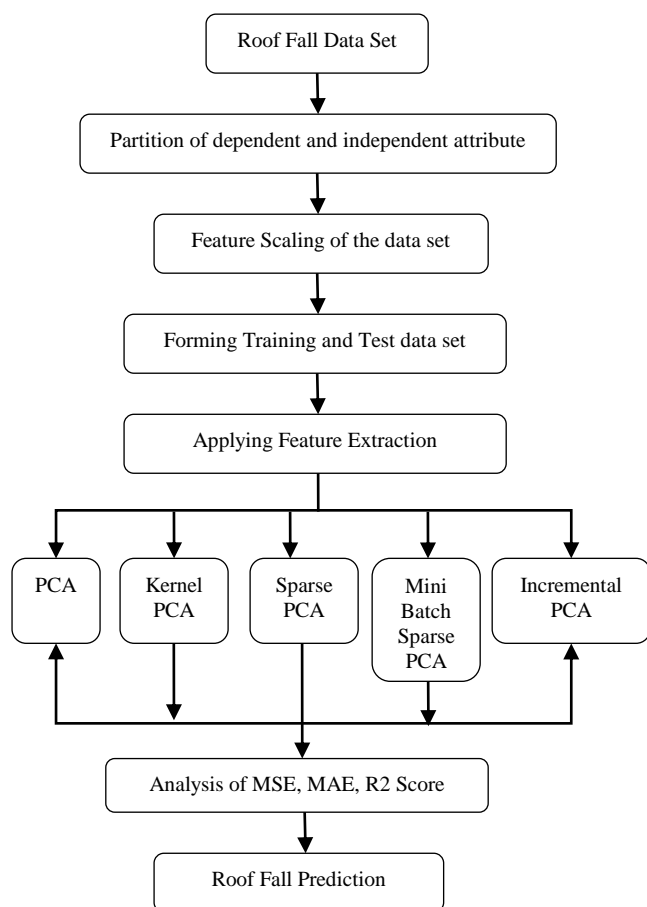 Roof Fall Data Set
Partition of dependent and independent attribute
Feature Scaling of the data set
Forming Training and Test data set
Applying Feature Extraction
PCA
Kernel
PCA
Sparse
PCA
Mini
Batch
Sparse
PCA
Incremental
PCA
Analysis of MSE, MAE, R2 Score
Roof Fall Prediction